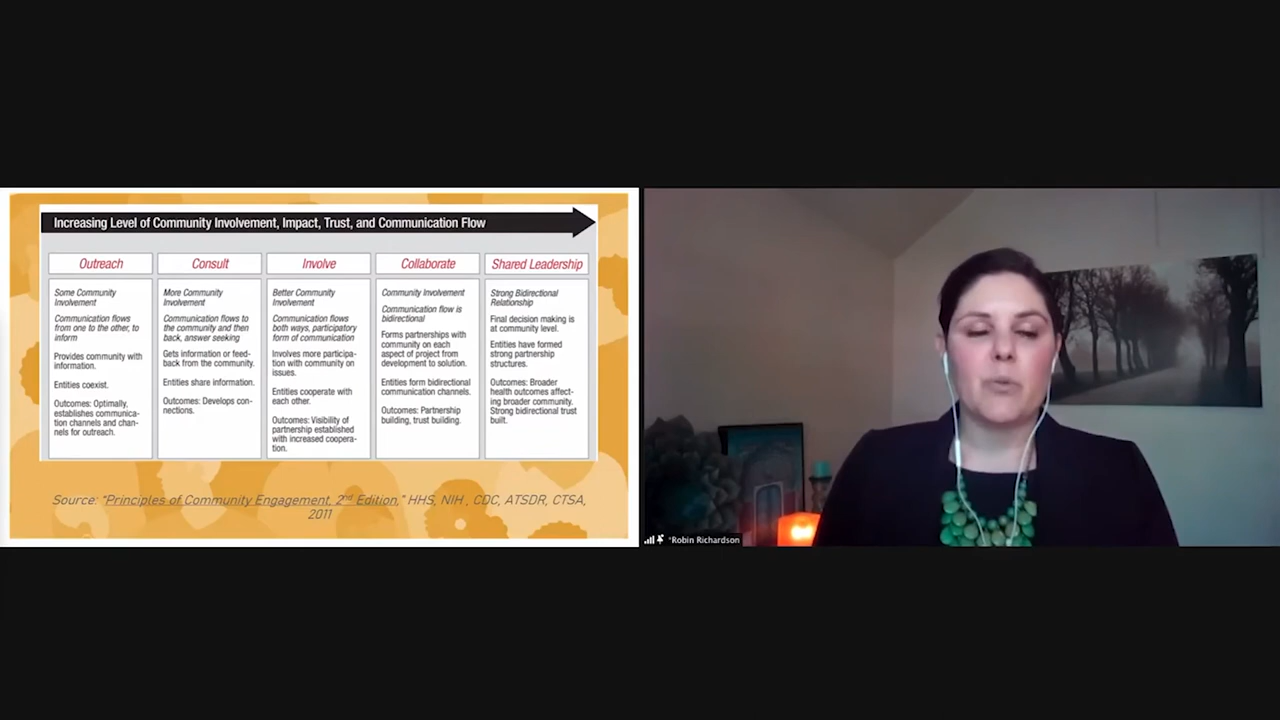 Increasing Level of Community Involvement, Impact, Trust, and Communication Flow
Outreach
Some Community
Involvement
Communication flows
from one to the other, to
inform
Provides community with
information.
Entities coexist.
Outcomes: Optimally,
establishes communica-
tion channels and chan-
nels for outreach.
Consult
More Community
Involvement
Communication flows to
the community and then
back, answer seeking
Gets information or feed-
back from the community.
Entities share information.
Outcomes: Develops con-
nections.
Involve
Better Community
Involvement
Communication flows
both ways, participatory
form of communication
Involves more participa-
tion with community on
issues.
Entities cooperate with
each other.
Outcomes: Visibility of
partnership established
with increased coopera-
tion.
Collaborate
Community Involvement
Communication flow is
bidirectional
Forms partnerships with
community on each
aspect of project from
development to solution.
Entities form bidirectional
communication channels.
Outcomes: Partnership
building, trust building.
Shared Leadership
Strong Bidirectional
Relationship
Final decision making is
at community level.
Entities have formed
strong partnership
structures.
Outcomes: Broader
health outcomes affect-
ing broader community.
Strong bidirectional trust
built.
Source: "Principles of Community Engagement, 2nd Edition," HHS, NIH , CDC, ATSDR, CTSA,
2011
*Robin Richardson